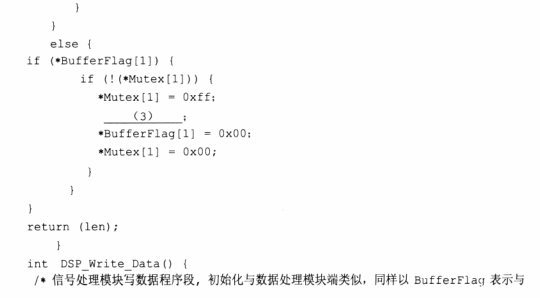 }
}
else {
if (*BufferFlag[1]) {
if (!(*Mutex[1])) {
*Mutex[1] = 0xff;
(3) ;
*BufferFlag[1] = 0x00;
*Mutex[1] = 0x00;
}
}
}
return (len);
}
int DSP_Write_Data() {
/* 信号处理模块写数据程序段, 初始化与数据处理模块端类似, 同样以 BufferFlag 表示与